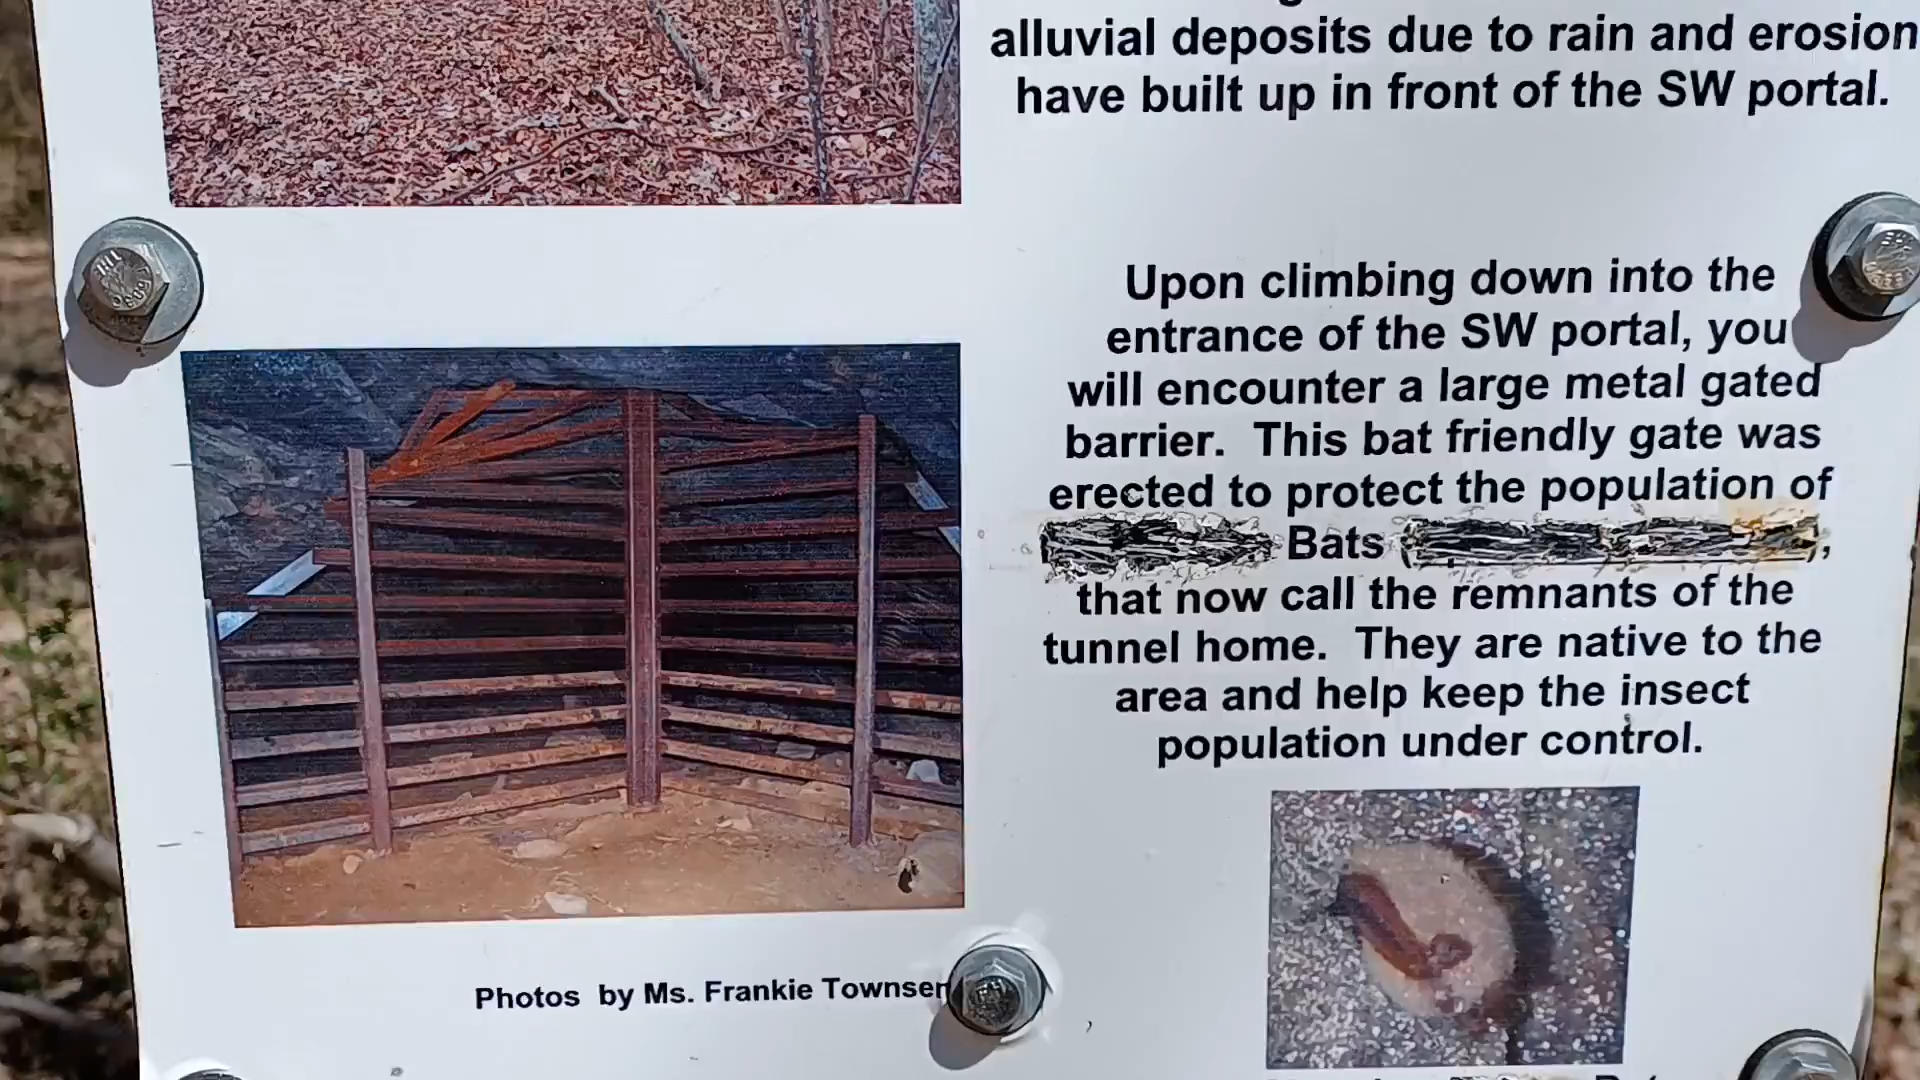 alluvial deposits due to rain and erosion
have built up in front of the SW portal.
Upon climbing down into the
entrance of the SW portal, you
will encounter a large metal gated
barrier. This bat friendly gate was
erected to protect the population of
Bats ,
that now call the remnants of the
tunnel home. They are native to the
area and help keep the insect
population under control.
Photos by Ms. Frankie